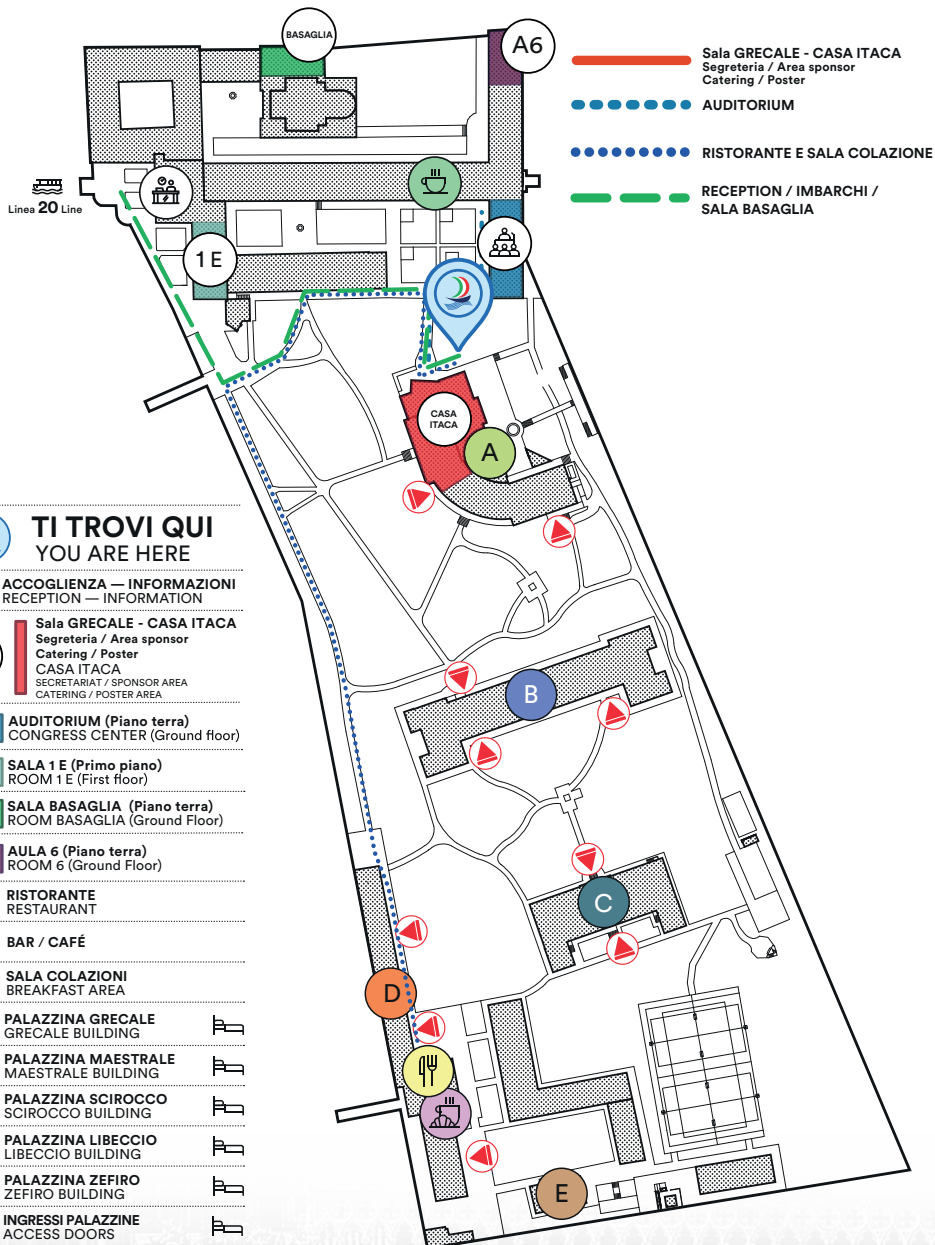 BASAGLIA
A6
Sala GRECALE - CASA ITACA
Segreteria / Area sponsor
Catering / Poster
AUDITORIUM
RISTORANTE E SALA COLAZIONE
RECEPTION / IMBARCHI /
SALA BASAGLIA
Linea 20 Line
1 E
CASA
ITACA
A
B
C
D
E
TI TROVI QUI
YOU ARE HERE
ACCOGLIENZA — INFORMAZIONI
RECEPTION — INFORMATION
Sala GRECALE - CASA ITACA
Segreteria / Area sponsor
Catering / Poster
CASA ITACA
SECRETARIAT / SPONSOR AREA
CATERING / POSTER AREA
AUDITORIUM (Piano terra)
CONGRESS CENTER (Ground floor)
SALA 1 E (Primo piano)
ROOM 1 E (First floor)
SALA BASAGLIA (Piano terra)
ROOM BASAGLIA (Ground Floor)
AULA 6 (Piano terra)
ROOM 6 (Ground Floor)
RISTORANTE
RESTAURANT
BAR / CAFÉ
SALA COLAZIONI
BREAKFAST AREA
PALAZZINA GRECALE
GRECALE BUILDING
PALAZZINA MAESTRALE
MAESTRALE BUILDING
PALAZZINA SCIROCCO
SCIROCCO BUILDING
PALAZZINA LIBECCIO
LIBECCIO BUILDING
PALAZZINA ZEFIRO
ZEFIRO BUILDING
INGRESSI PALAZZINE
ACCESS DOORS